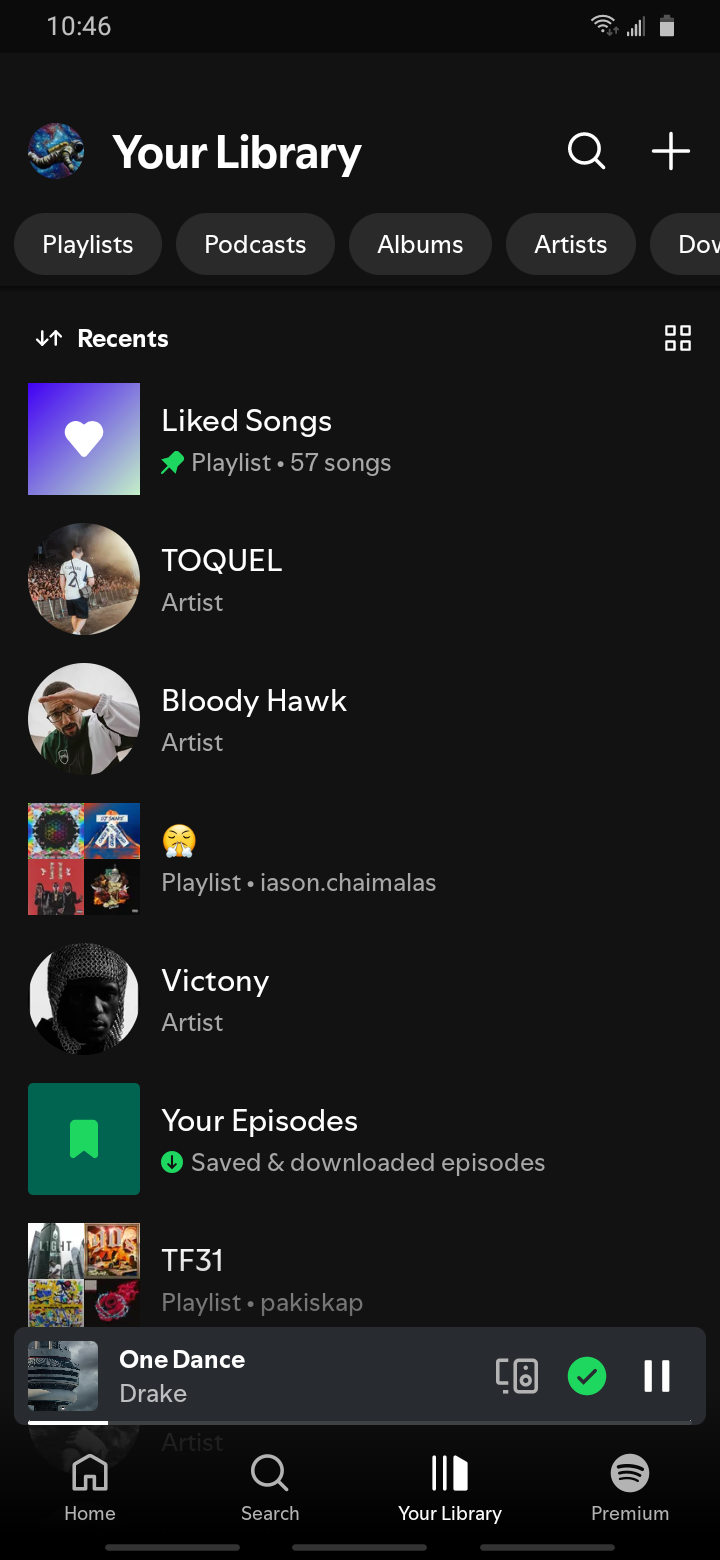 10:46
Your Library
Playlists
Podcasts
Albums
Artists
Dow
Recents
Liked Songs
Playlist • 57 songs
TOQUEL
Artist
Bloody Hawk
Artist
😤
Playlist • iason.chaimalas
Victony
Artist
Your Episodes
Saved & downloaded episodes
LIGHT
TF31
Playlist • pakiskap
One Dance
Drake
Artist
Home
Search
Your Library
Premium